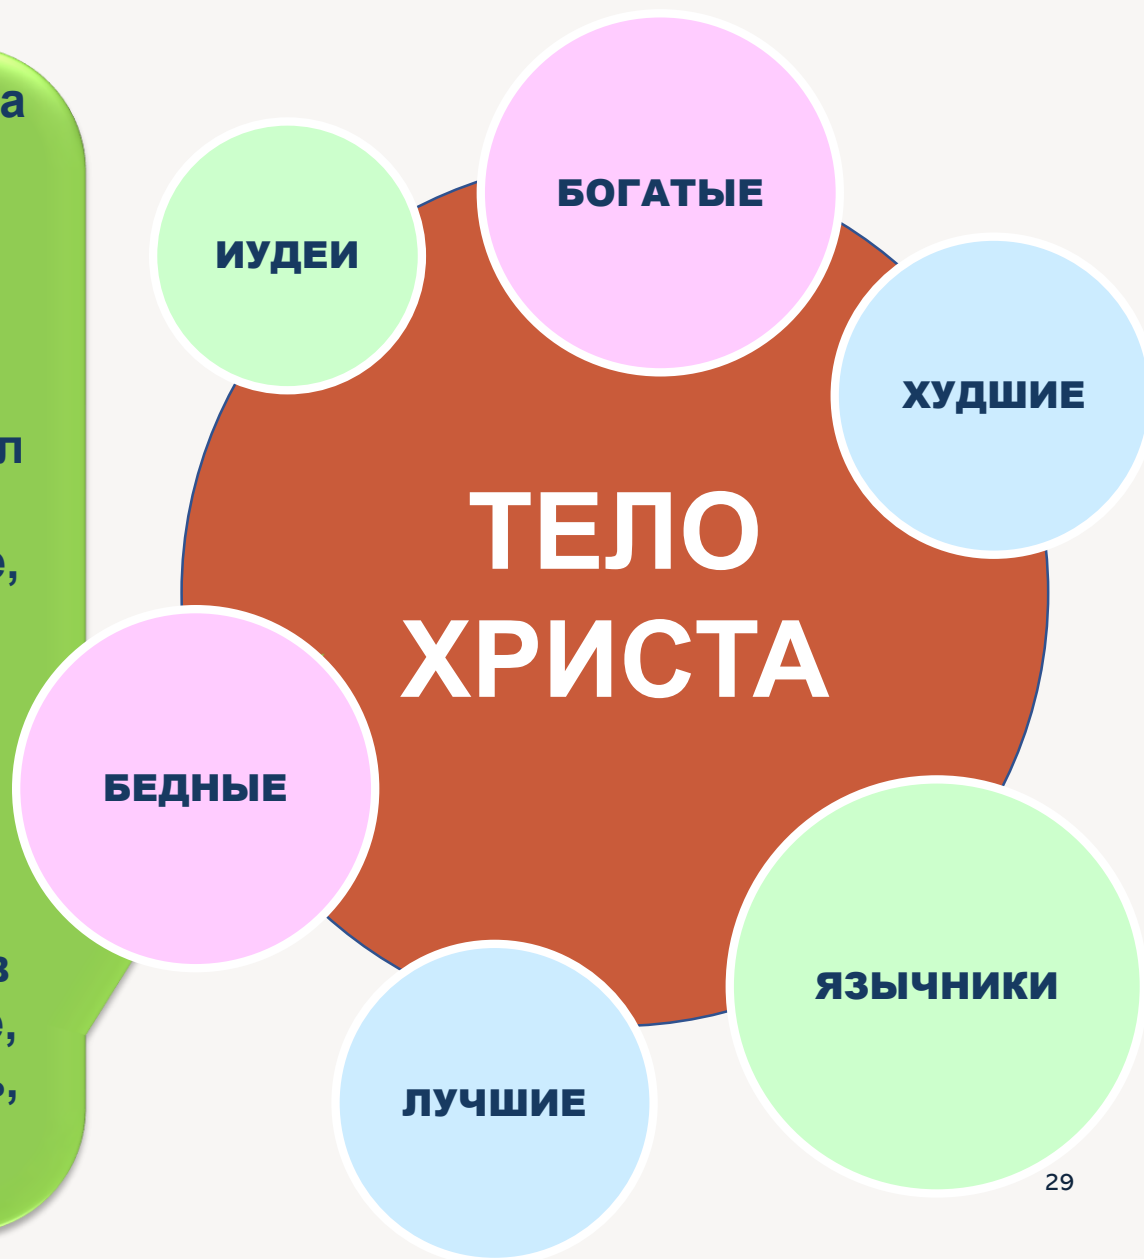 БОГАТЫЕ
ИУДЕИ
ХУДШИЕ
ТЕЛО
ХРИСТА
БЕДНЫЕ
ЯЗЫЧНИКИ
ЛУЧШИЕ
29